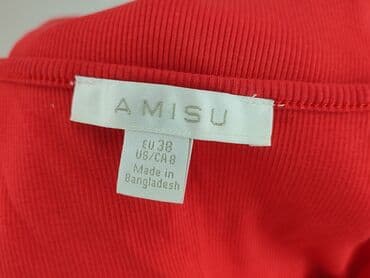 AMISU
EU 38
US/CA 8
Made in
Bangladesh